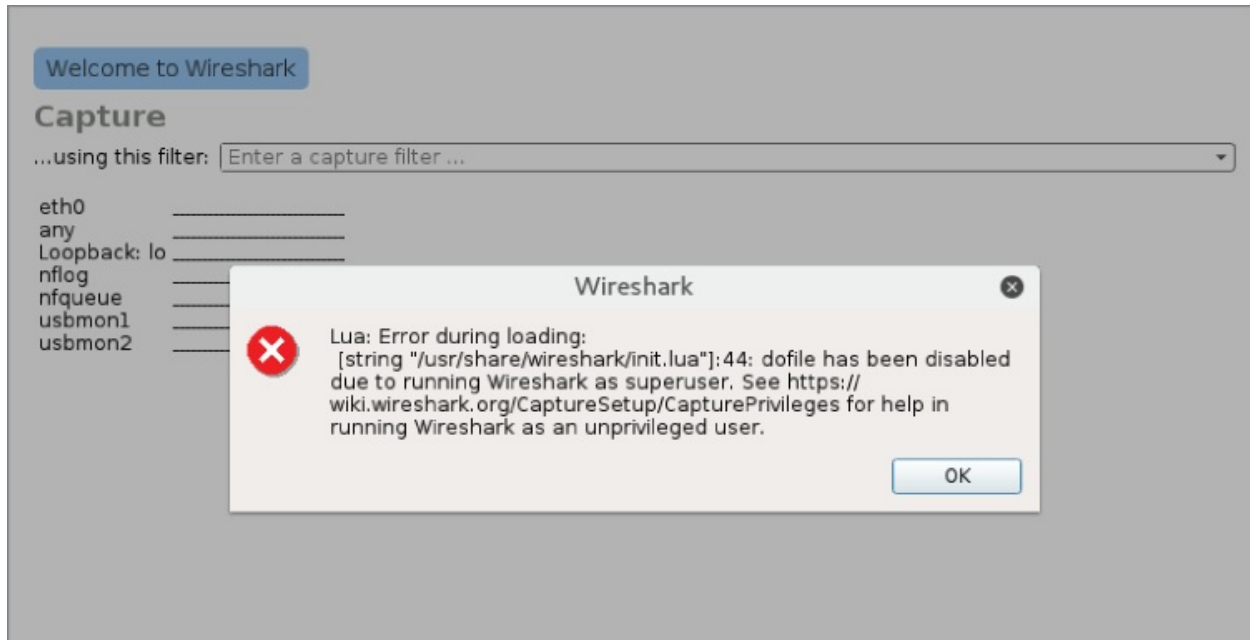 Welcome to Wireshark
Capture
...using this filter: Enter a capture filter ...
eth0
any
Loopback: lo
nflog
nfqueue
usbmon1
usbmon2
Wireshark
Lua: Error during loading:
[string "/usr/share/wireshark/init.lua"]:44: dofile has been disabled
due to running Wireshark as superuser. See https://
wiki.wireshark.org/CaptureSetup/CapturePrivileges for help in
running Wireshark as an unprivileged user.
OK